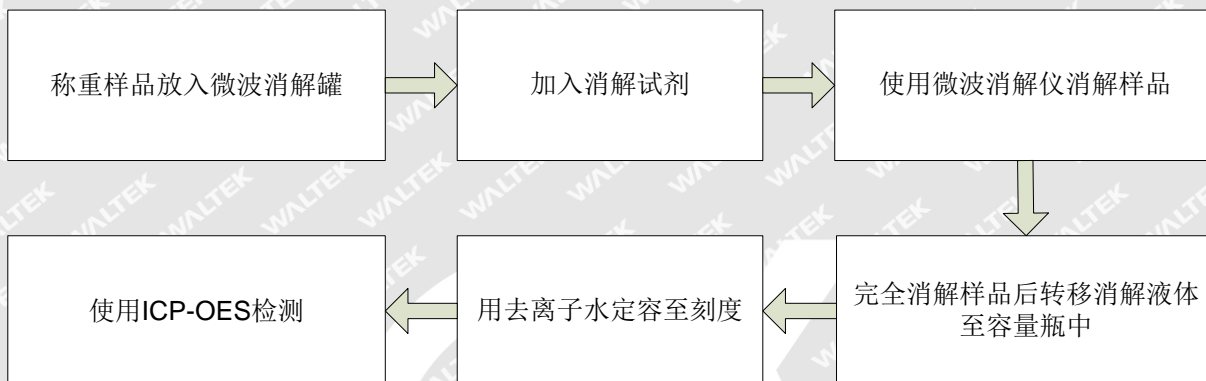 称重样品放入微波消解罐
加入消解试剂
使用微波消解仪消解样品
完全消解样品后转移消解液体
至容量瓶中
用去离子水定容至刻度
使用ICP-OES检测
WALTEK